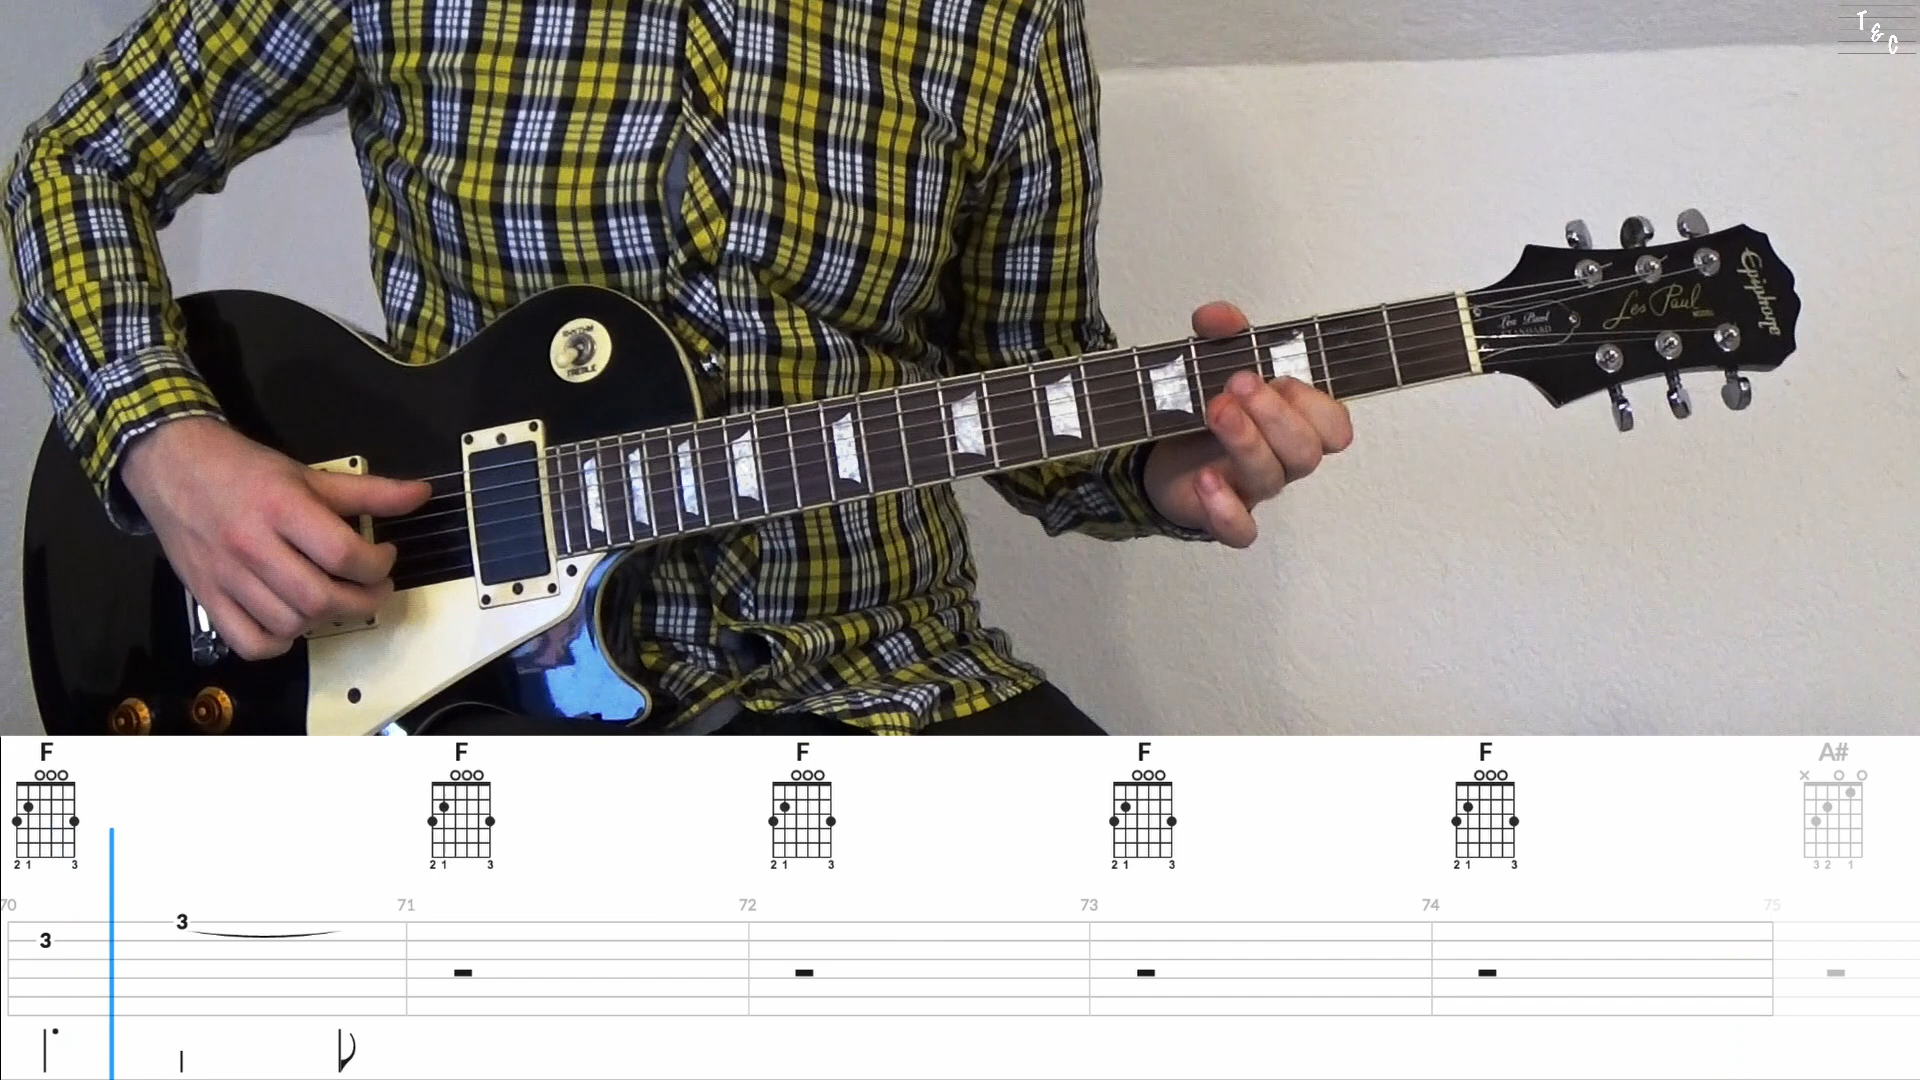 T & C
RHYTHM
TREBLE
Les Paul
STANDARD
Les Paul
MODEL
Epiphone
F F F F F A#
2 1 3 2 1 3 2 1 3 2 1 3 2 1 3 3 2 1
70 71 72 73 74 75
3
3